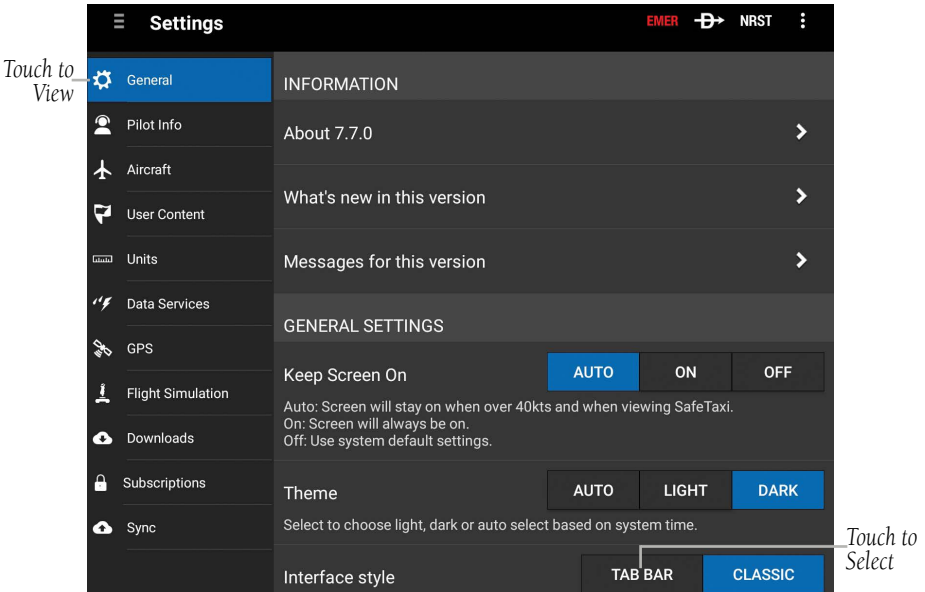 Settings
EMER D NRST
Touch to
View
General
Pilot Info
Aircraft
User Content
Units
Data Services
GPS
Flight Simulation
Downloads
Subscriptions
Sync
INFORMATION
About 7.7.0
What's new in this version
Messages for this version
GENERAL SETTINGS
Keep Screen On AUTO ON OFF
Auto: Screen will stay on when over 40kts and when viewing SafeTaxi.
On: Screen will always be on.
Off: Use system default settings.
Theme AUTO LIGHT DARK
Select to choose light, dark or auto select based on system time.
Interface style TAB BAR CLASSIC
Touch to
Select